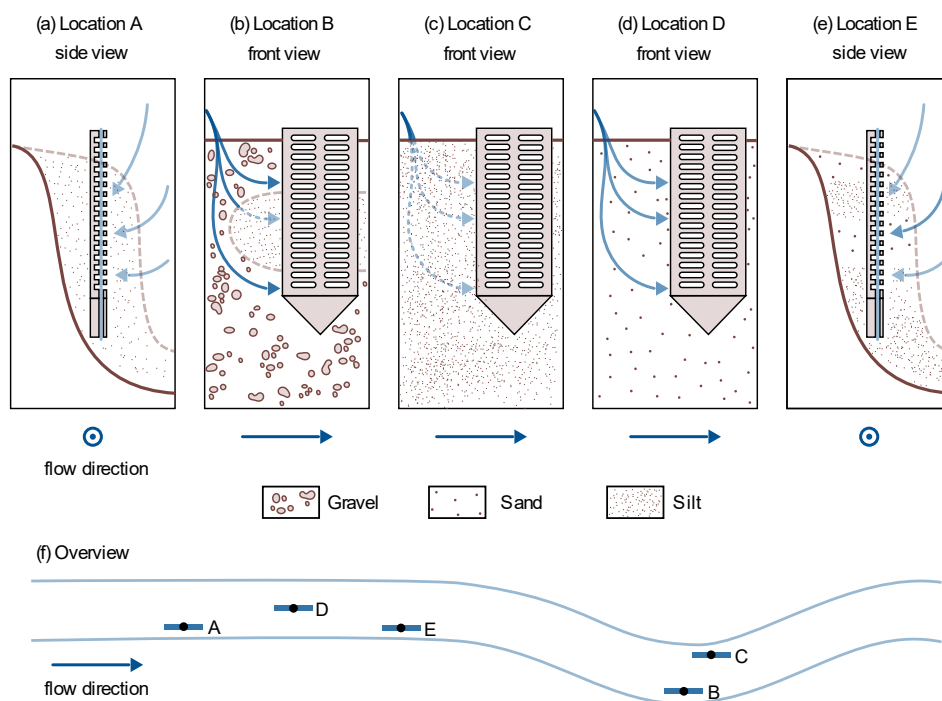 (a) Location A
side view
(b) Location B
front view
(c) Location C
front view
(d) Location D
front view
(e) Location E
side view
flow direction
Gravel
Sand
Silt
(f) Overview
A
D
E
C
B
flow direction